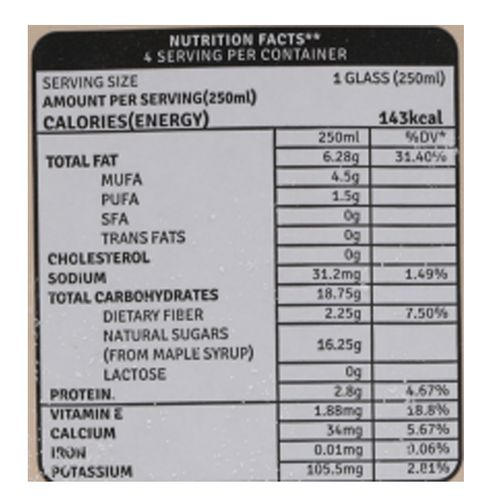 NUTRITION FACTS**
4 SERVING PER CONTAINER
SERVING SIZE 1 GLASS (250ml)
AMOUNT PER SERVING(250ml)
CALORIES(ENERGY) 143kcal
250ml %DV*
TOTAL FAT 6.28g 31.40%
MUFA 4.5g
PUFA 1.5g
SFA 0g
TRANS FATS 0g
CHOLESTEROL 0g
SODIUM 31.2mg 1.49%
TOTAL CARBOHYDRATES 18.75g
DIETARY FIBER 2.25g 7.50%
NATURAL SUGARS
(FROM MAPLE SYRUP) 16.25g
LACTOSE 0g
PROTEIN. 2.8g 4.67%
VITAMIN E 1.88mg 18.8%
CALCIUM 34mg 5.67%
IRON 0.01mg 0.06%
POTASSIUM 105.5mg 2.81%